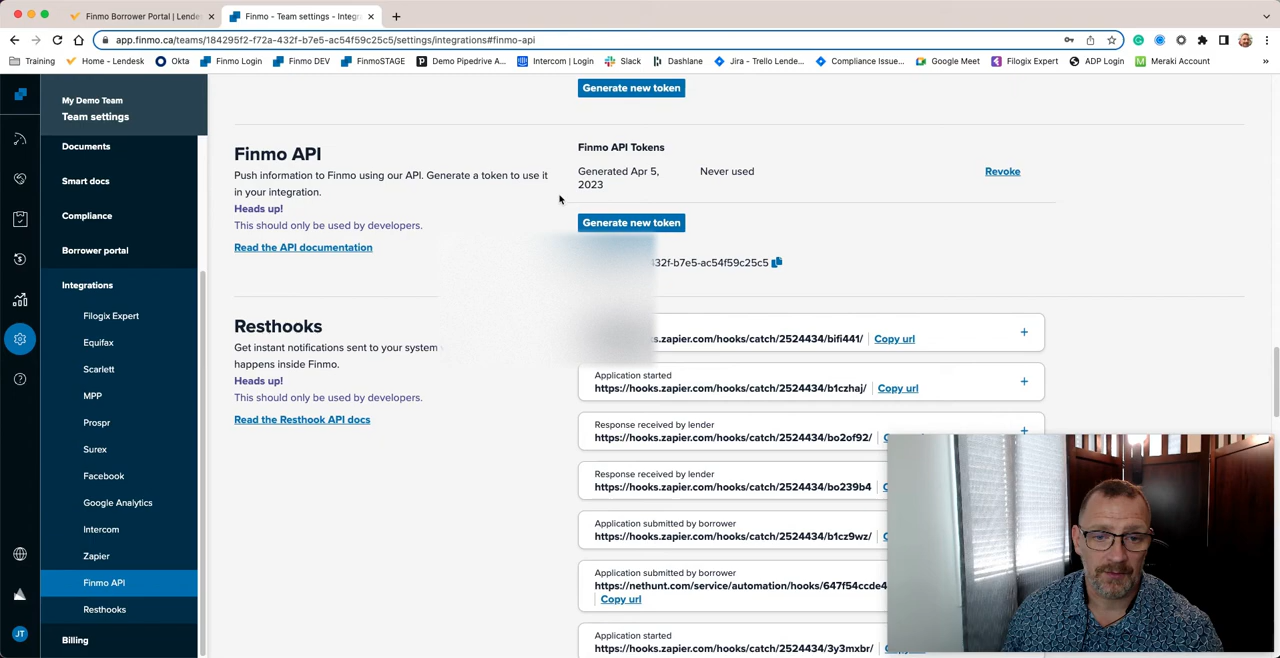 Finmo Borrower Portal | Lende
Finmo - Team settings - Integr
app.finmo.ca/teams/184295f2-f72a-432f-b7e5-ac54f59c25c5/settings/integrations#finmo-api
Training
Home - Lendesk
Okta
Finmo Login
Finmo DEV
FinmoSTAGE
Demo Pipedrive A...
Intercom | Login
Slack
Dashlane
Jira - Trello Lende...
Compliance Issue...
Google Meet
Filogix Expert
ADP Login
Meraki Account
»
My Demo Team
Team settings
Documents
Smart docs
Compliance
Borrower portal
Integrations
Filogix Expert
Equifax
Scarlett
MPP
Prospr
Surex
Facebook
Google Analytics
Intercom
Zapier
Finmo API
Resthooks
Billing
JT
Generate new token
Finmo API
Push information to Finmo using our API. Generate a token to use it
in your integration.
Heads up!
This should only be used by developers.
Read the API documentation
Finmo API Tokens
Generated Apr 5,
2023
Never used
Revoke
Generate new token
32f-b7e5-ac54f59c25c5
Resthooks
Get instant notifications sent to your system
happens inside Finmo.
Heads up!
This should only be used by developers.
Read the Resthook API docs
ks.zapier.com/hooks/catch/2524434/bifi441/ Copy url
Application started
https://hooks.zapier.com/hooks/catch/2524434/b1czhaj/ Copy url
Response received by lender
https://hooks.zapier.com/hooks/catch/2524434/bo2of92/
Response received by lender
https://hooks.zapier.com/hooks/catch/2524434/bo239b4
Application submitted by borrower
https://hooks.zapier.com/hooks/catch/2524434/b1cz9wz/
Application submitted by borrower
https://nethunt.com/service/automation/hooks/647f54ccde4
Copy url
Application started
https://hooks.zapier.com/hooks/catch/2524434/3y3mxbr/